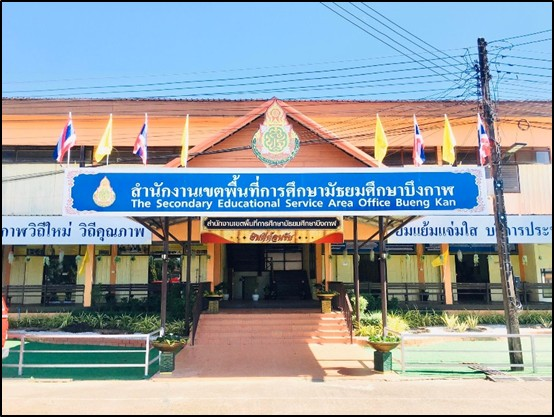 สำนักงานเขตพื้นที่การศึกษามัธยมศึกษาบึงกาฬ
The Secondary Educational Service Area Office Bueng Kan
สำนักงานเขตพื้นที่การศึกษามัธยมศึกษาบึงกาฬ
ภาพวิถีใหม่ วิถีคุณภาพ
ยิ้มแย้มแจ่มใส บริการประ
ยินดีต้อนรับ